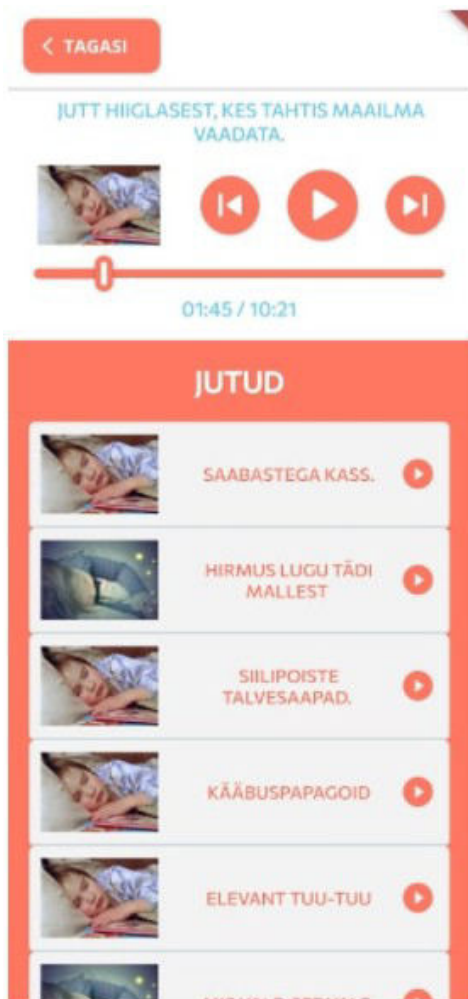 < TAGASI
JUTT HIIGLASEST, KES TAHTIS MAAILMA
VAADATA.
01:45 / 10:21
JUTUD
SAABASTEGA KASS.
HIRMUS LUGU TÄDI
MALLEST
SIILIPOISTE
TALVESAAPAD.
KÄÄBUSPAPAGOID
ELEVANT TUU-TUU